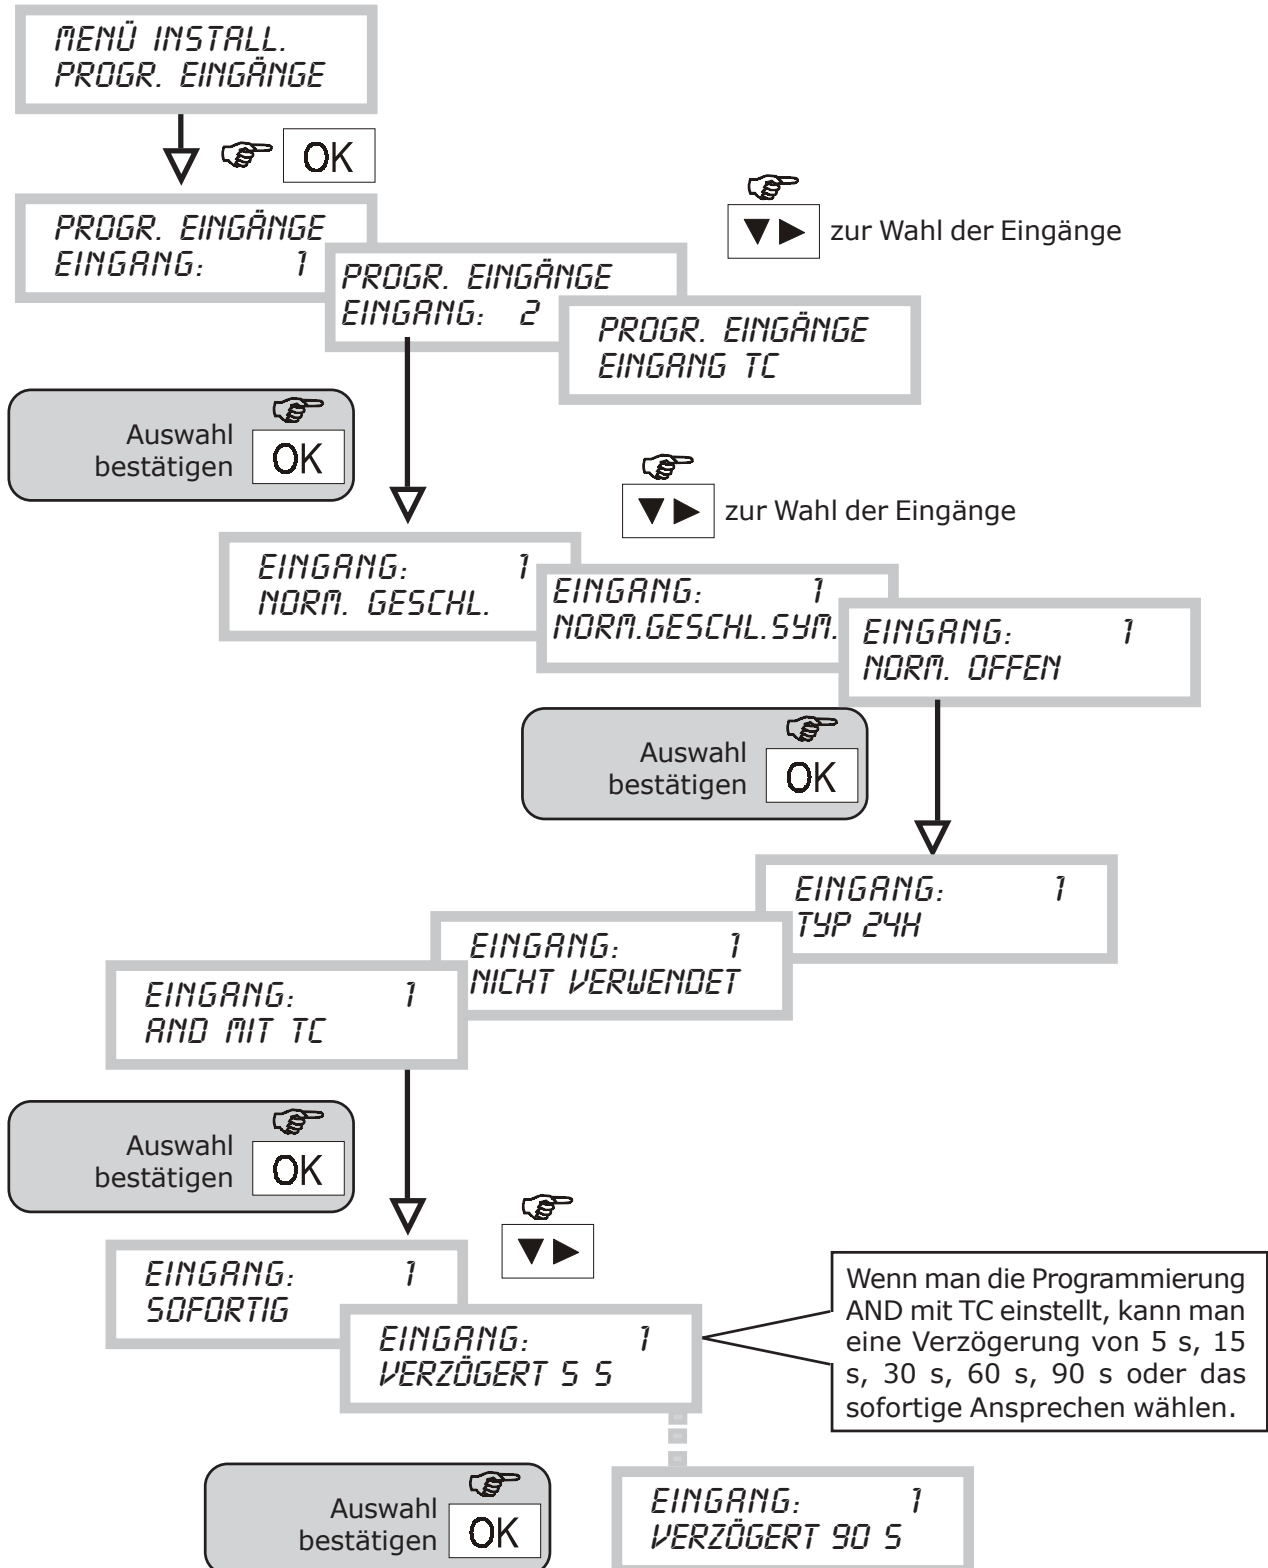 MENÜ INSTALL.
PROGR. EINGÄNGE
OK
PROGR. EINGÄNGE
EINGANG: 1
zur Wahl der Eingänge
PROGR. EINGÄNGE
EINGANG: 2
PROGR. EINGÄNGE
EINGANG TC
Auswahl
bestätigen
OK
zur Wahl der Eingänge
EINGANG: 1
NORM. GESCHL.
EINGANG: 1
NORM.GESCHL.SYM.
EINGANG: 1
NORM. OFFEN
Auswahl
bestätigen
OK
EINGANG: 1
TYP 24H
EINGANG: 1
NICHT VERWENDET
EINGANG: 1
AND MIT TC
Auswahl
bestätigen
OK
EINGANG: 1
SOFORTIG
EINGANG: 1
VERZÖGERT 5 S
Wenn man die Programmierung
AND mit TC einstellt, kann man
eine Verzögerung von 5 s, 15
s, 30 s, 60 s, 90 s oder das
sofortige Ansprechen wählen.
Auswahl
bestätigen
OK
EINGANG: 1
VERZÖGERT 90 S